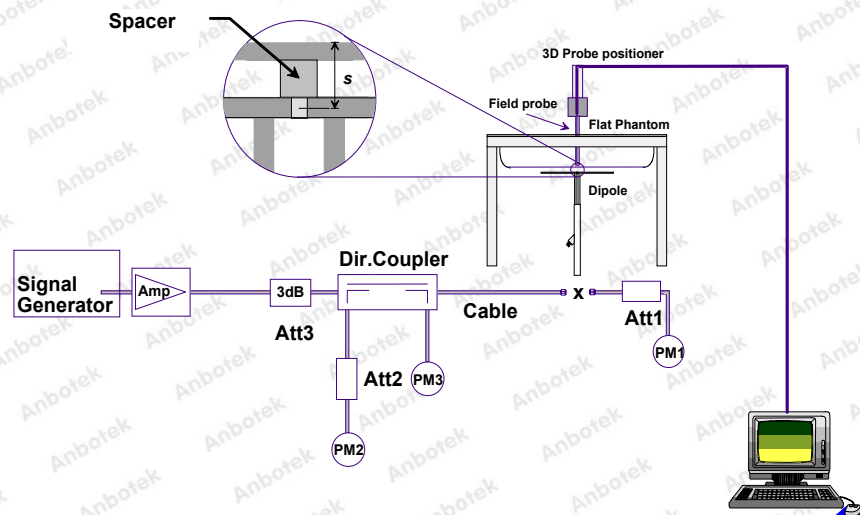 Spacer
s
3D Probe positioner
Field probe
Flat Phantom
Dipole
Signal
Generator
Amp
3dB
Att3
Dir.Coupler
Cable
x
Att1
PM1
Att2
PM3
PM2
Anbotek